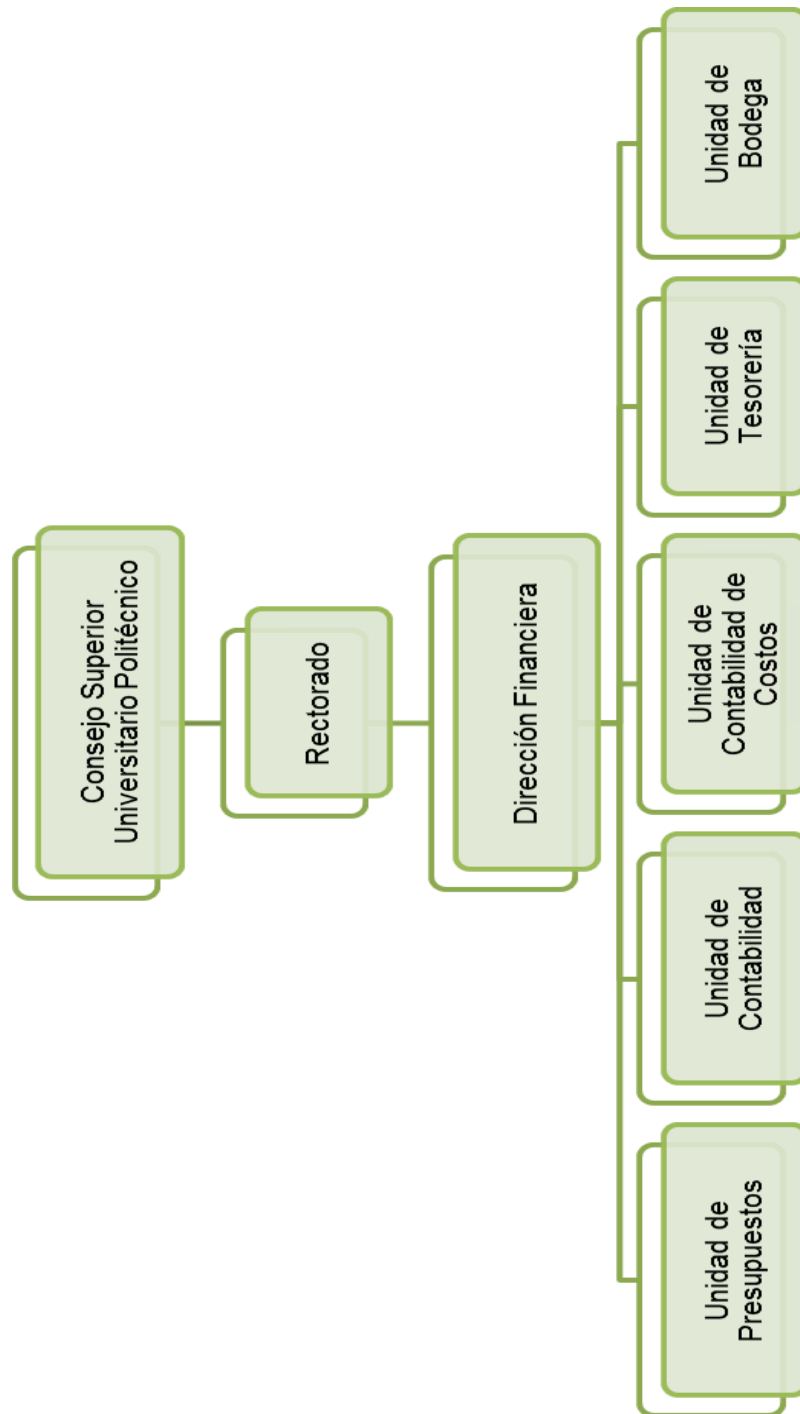 Consejo Superior
Universitario Politécnico
Rectorado
Dirección Financiera
Unidad de
Presupuestos
Unidad de
Contabilidad
Unidad de
Contabilidad de
Costos
Unidad de
Tesorería
Unidad de
Bodega